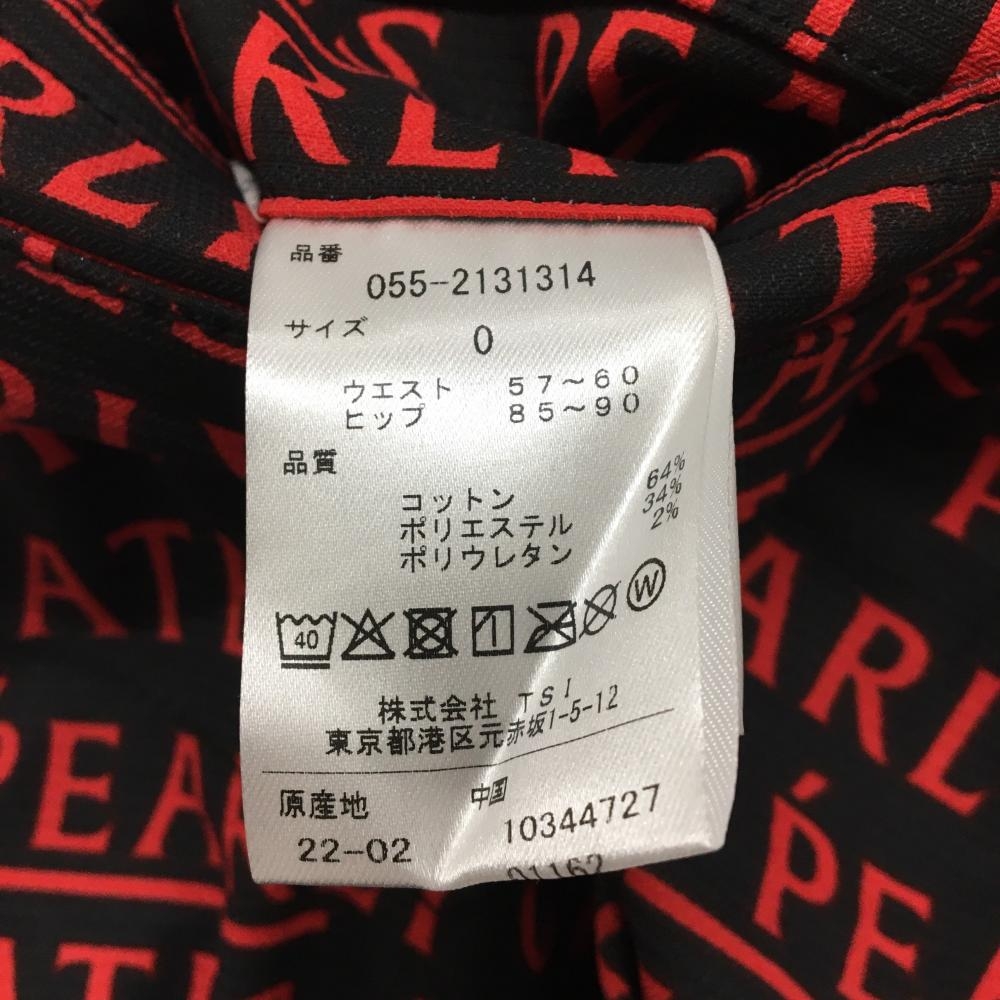 品番
055-2131314
サイズ
0
ウエスト 57～60
ヒップ 85～90
品質
コットン 64%
ポリエステル 34%
ポリウレタン 2%
40
W
株式会社 TSI
東京都港区元赤坂1-5-12
原産地 中国
22-02 10344727
PEA
ARL
PÉ